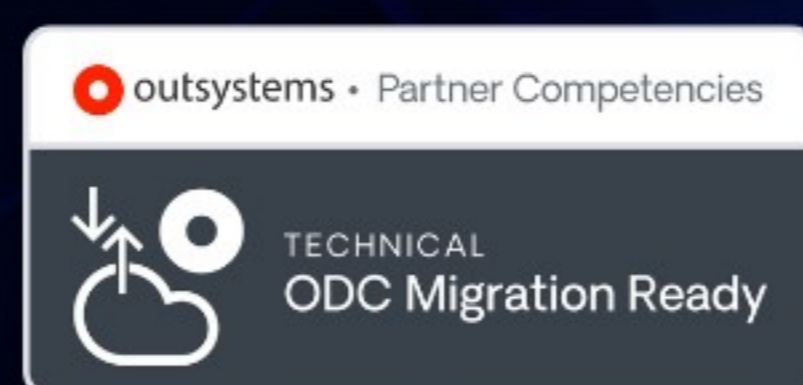 outsystems • Partner Competencies
TECHNICAL
ODC Migration Ready